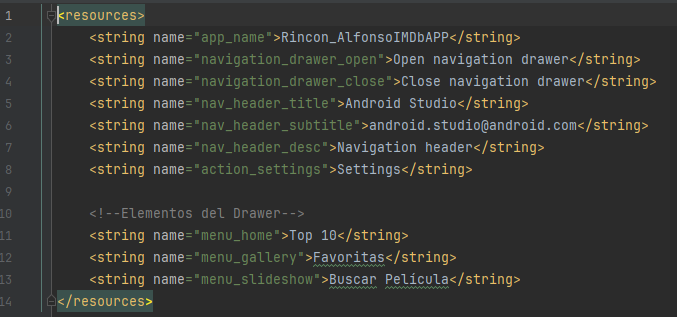 1 <resources>
2 <string name="app_name">Rincon_AlfonsoIMDbAPP</string>
3 <string name="navigation_drawer_open">Open navigation drawer</string>
4 <string name="navigation_drawer_close">Close navigation drawer</string>
5 <string name="nav_header_title">Android Studio</string>
6 <string name="nav_header_subtitle">android.studio@android.com</string>
7 <string name="nav_header_desc">Navigation header</string>
8 <string name="action_settings">Settings</string>
9
10 <!--Elementos del Drawer-->
11 <string name="menu_home">Top 10</string>
12 <string name="menu_gallery">Favoritas</string>
13 <string name="menu_slideshow">Buscar Película</string>
14 </resources>